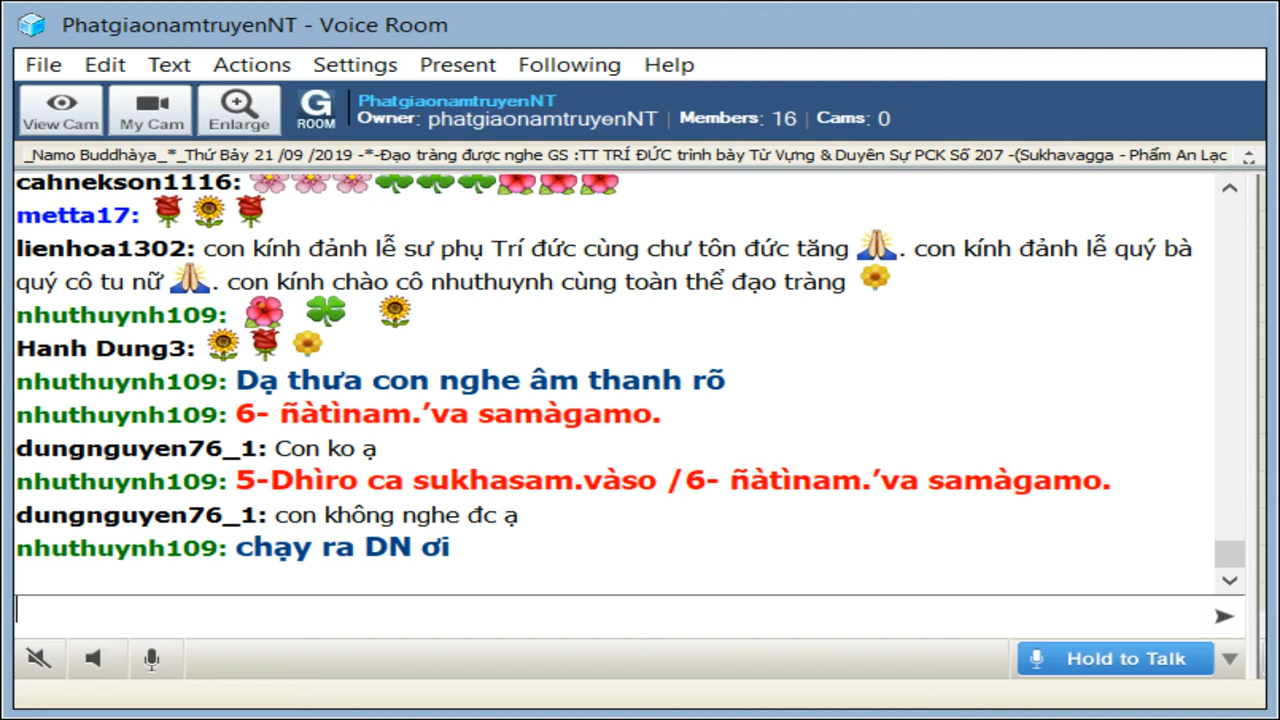 PhatgiaonamtruyenNT - Voice Room
File Edit Text Actions Settings Present Following Help
View Cam My Cam Enlarge G ROOM PhatgiaonamtruyenNT
Owner: phatgiaonamtruyenNT | Members: 16 | Cams: 0
_Namo Buddhàya_*_Thứ Bảy 21 /09 /2019 -*-Đạo tràng được nghe GS :TT TRÍ ĐỨC trình bày Từ Vựng & Duyên Sự PCK Số 207 -(Sukhavagga - Phẩm An Lạc
cahnekson1116: 🌸🌸🌸☘☘☘🌺🌺🌺
metta17: 🌹🌻🌹
lienhoa1302: con kính đảnh lễ sư phụ Trí đức cùng chư tôn đức tăng 🙏. con kính đảnh lễ quý bà
quý cô tu nữ 🙏. con kính chào cô nhuthuynh cùng toàn thể đạo tràng 🌼
nhuthuynh109: 🌺 🍀 🌻
Hanh Dung3: 🌻🌹🌼
nhuthuynh109: Dạ thưa con nghe âm thanh rõ
nhuthuynh109: 6- ñàtìnam.’va samàgamo.
dungnguyen76_1: Con ko ạ
nhuthuynh109: 5-Dhìro ca sukhasam.vàso /6- ñàtìnam.’va samàgamo.
dungnguyen76_1: con không nghe đc ạ
nhuthuynh109: chạy ra DN ơi
Hold to Talk